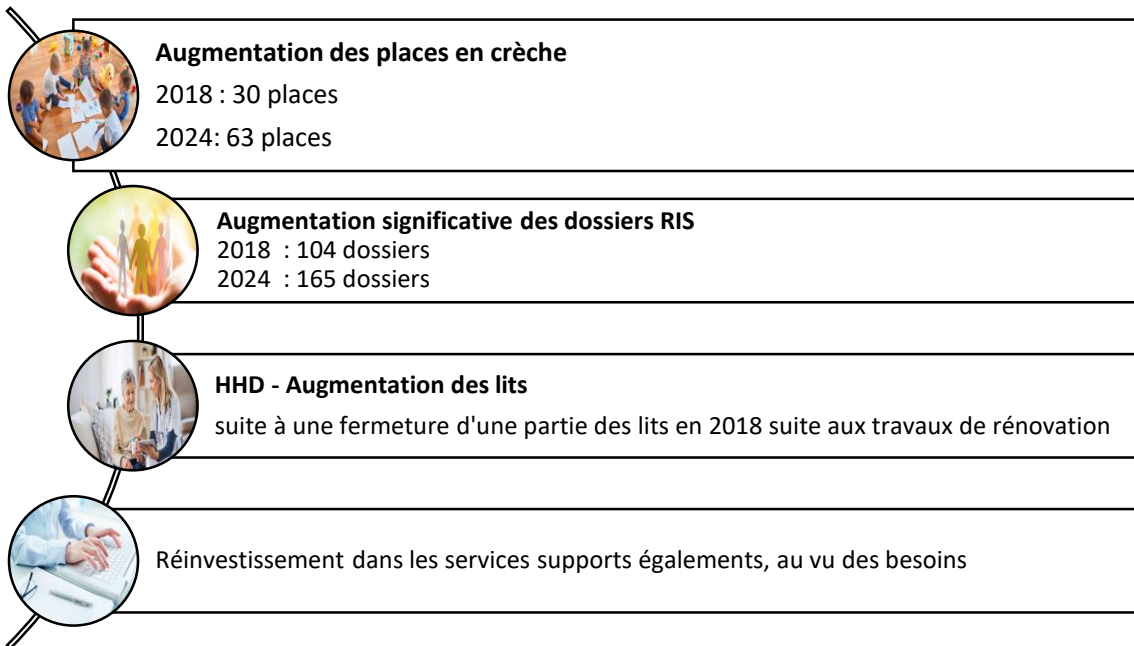 Augmentation des places en crèche
2018 : 30 places
2024: 63 places
Augmentation significative des dossiers RIS
2018  : 104 dossiers
2024  : 165 dossiers
HHD - Augmentation des lits
suite à une fermeture d'une partie des lits en 2018 suite aux travaux de rénovation
Réinvestissement dans les services supports égalements, au vu des besoins